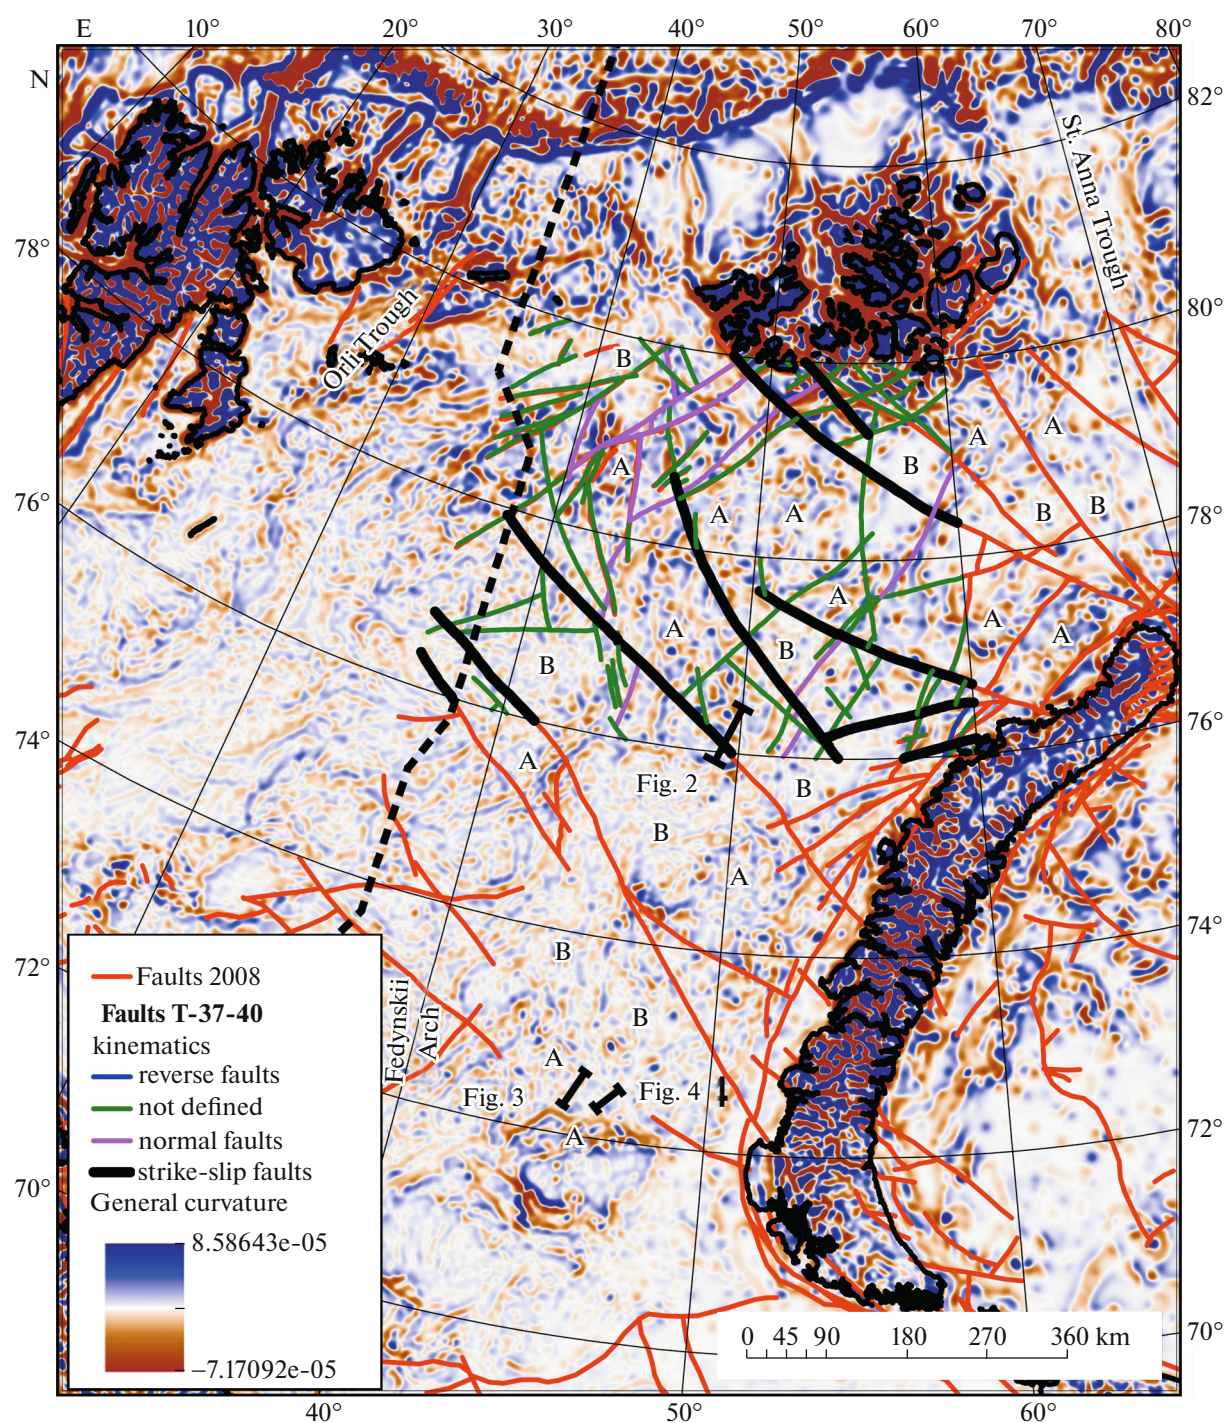 E 10° 20° 30° 40° 50° 60° 70° 80°
N
82°
St. Anna Trough
78°
80°
Orli Trough
B
A
A
B
A
76°
A
A
B
B
78°
A
A
A
A
B
B
76°
74°
A
Fig. 2
B
B
A
74°
B
72°
Faults 2008
Faults T-37-40
kinematics
reverse faults
not defined
normal faults
strike-slip faults
General curvature
8.58643e-05
−7.17092e-05
Fedynskii
Arch
B
A
Fig. 3
Fig. 4
A
72°
70°
0 45 90 180 270 360 km
70°
40° 50° 60°